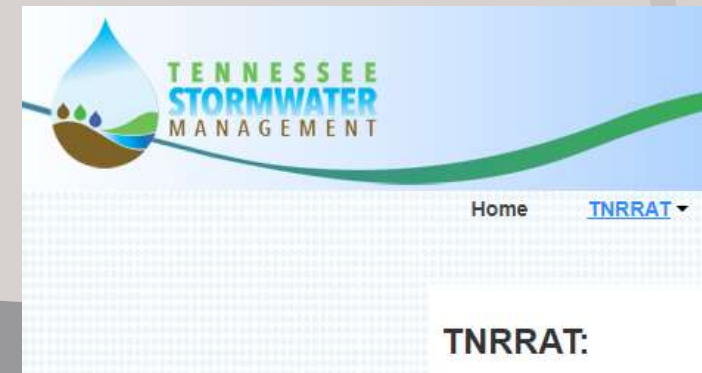 TENNESSEE
STORMWATER
MANAGEMENT
Home TNRRAT
TNRRAT: